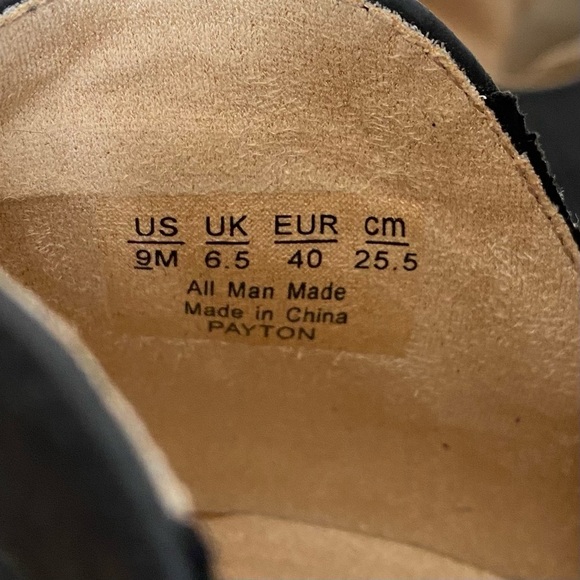 US UK EUR cm
9M 6.5 40 25.5
All Man Made
Made in China
PAYTON